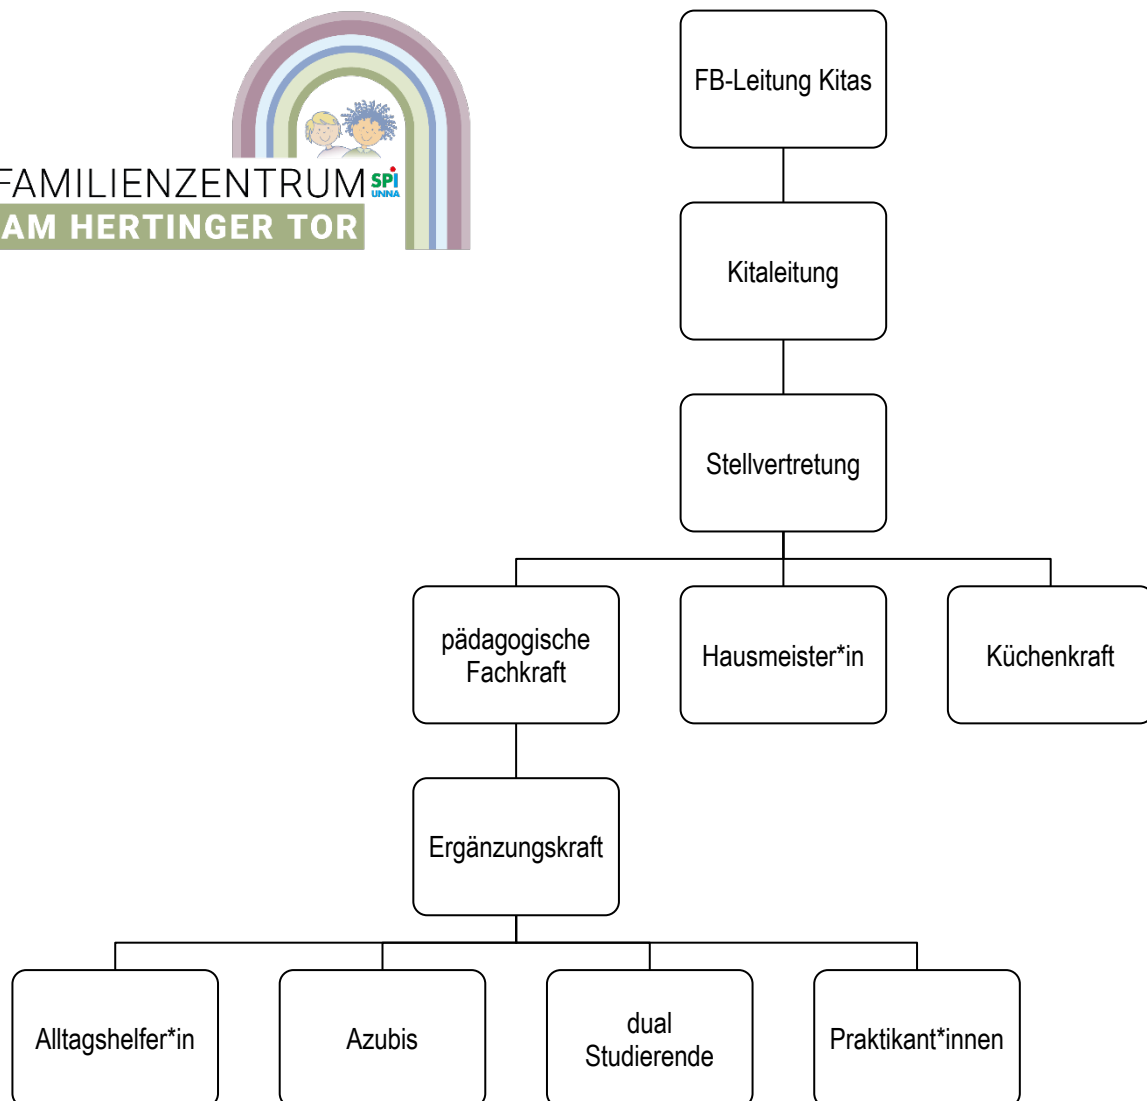 FAMILIENZENTRUM SPi
UNNA
AM HERTINGER TOR
FB-Leitung Kitas
Kitaleitung
Stellvertretung
pädagogische
Fachkraft
Hausmeister*in
Küchenkraft
Ergänzungskraft
Alltagshelfer*in
Azubis
dual
Studierende
Praktikant*innen